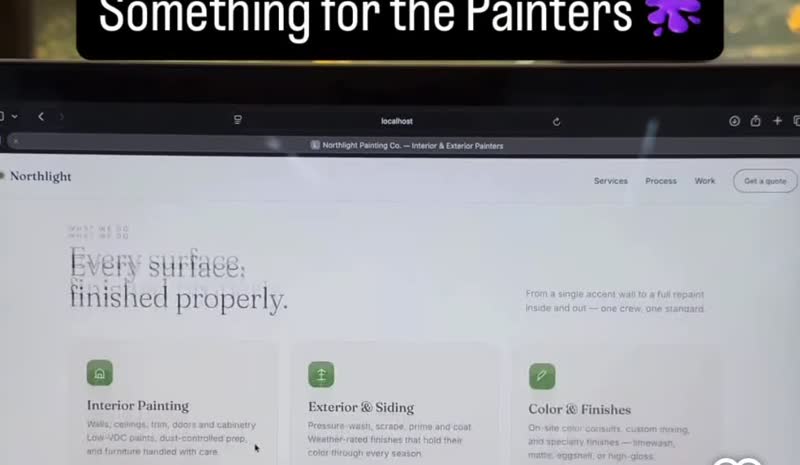 Something for the Painters
localhost
Northlight Painting Co. — Interior & Exterior Painters
Northlight
Services
Process
Work
Get a quote
WHAT WE DO
Every surface,
finished properly.
From a single accent wall to a full repaint
inside and out — one crew, one standard.
Interior Painting
Walls, ceilings, trim, doors and cabinetry
Low-VOC paints, dust-controlled prep,
and furniture handled with care.
Exterior & Siding
Pressure-wash, scrape, prime and coat
Weather-rated finishes that hold their
color through every season.
Color & Finishes
On-site color consults, custom mixing,
and specialty finishes — limewash,
matte, eggshell, or high-gloss.